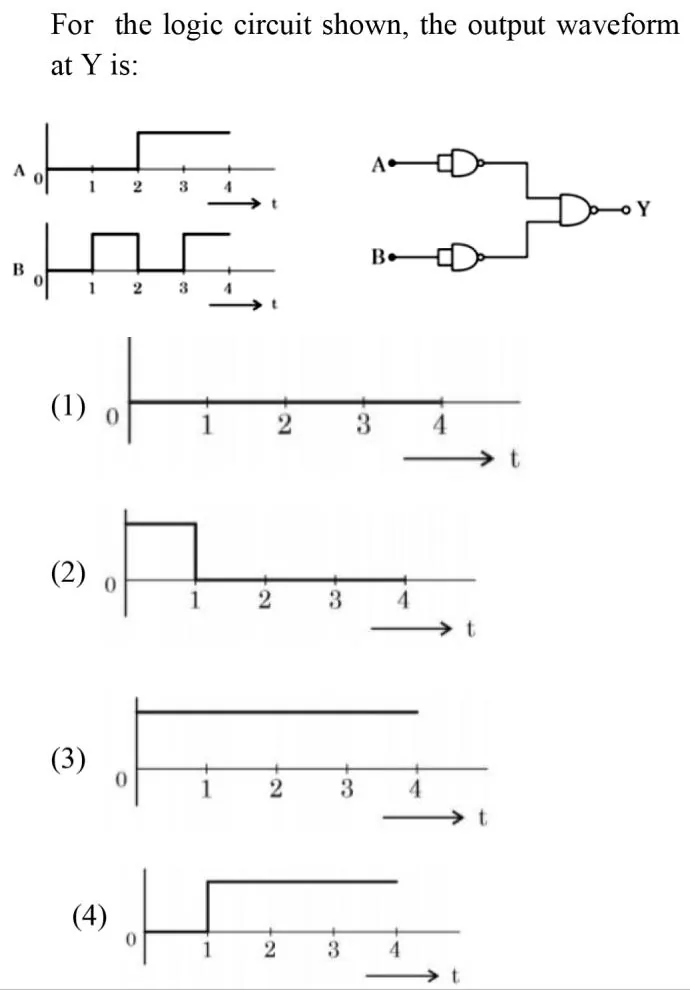 For the logic circuit shown, the output waveform
at Y is:
A 0 1 2 3 4 t
B 0 1 2 3 4 t
A
B
Y
(1) 0 1 2 3 4 t
(2) 0 1 2 3 4 t
(3) 0 1 2 3 4 t
(4) 0 1 2 3 4 t